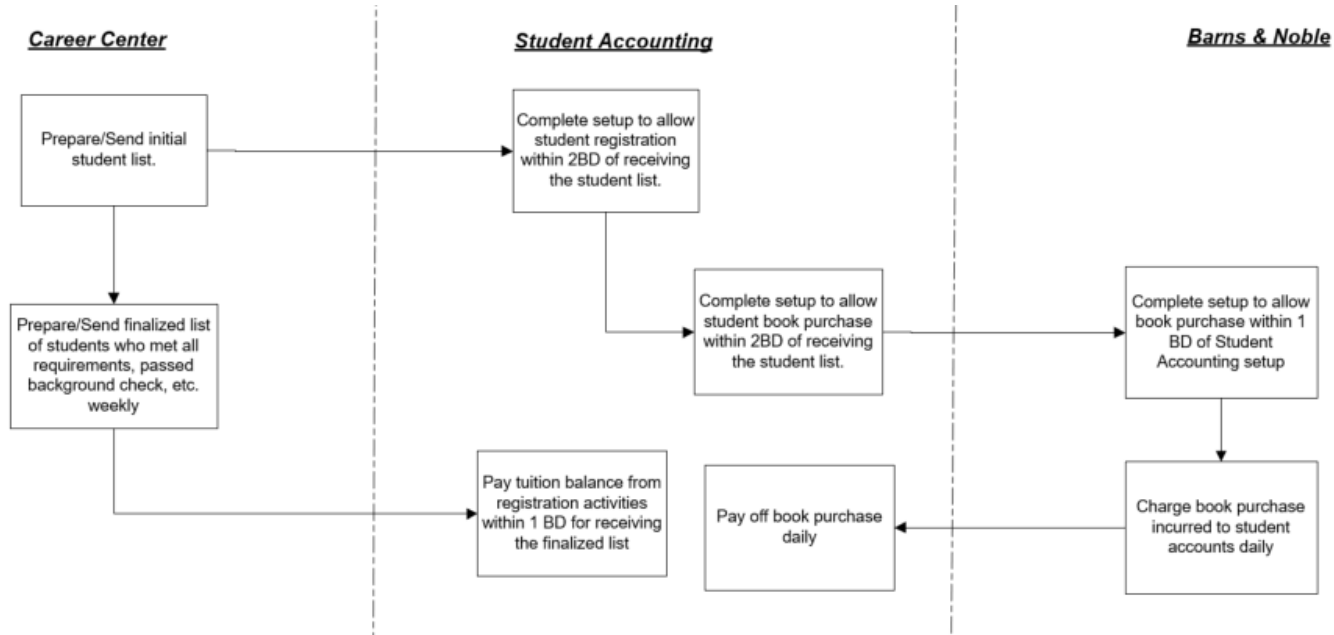 Career Center
Student Accounting
Barns & Noble
Prepare/Send initial
student list.
Complete setup to allow
student registration
within 2BD of receiving
the student list.
Complete setup to allow
student book purchase
within 2BD of receiving
the student list.
Complete setup to allow
book purchase within 1
BD of Student
Accounting setup
Prepare/Send finalized list
of students who met all
requirements, passed
background check, etc.
weekly
Pay tuition balance from
registration activities
within 1 BD for receiving
the finalized list
Pay off book purchase
daily
Charge book purchase
incurred to student
accounts daily